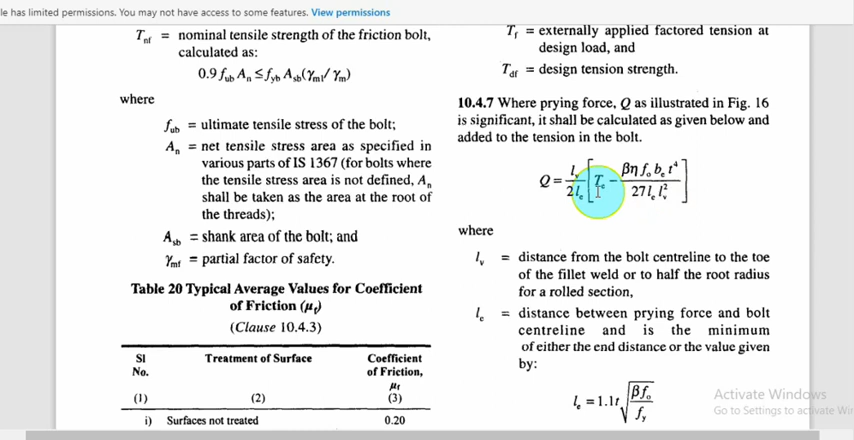 le has limited permissions. You may not have access to some features. View permissions
T_nf = nominal tensile strength of the friction bolt,
calculated as:
0.9 f_ub A_n ≤ f_yb A_sb (γ_m1/ γ_m)
where
f_ub = ultimate tensile stress of the bolt;
A_n = net tensile stress area as specified in
various parts of IS 1367 (for bolts where
the tensile stress area is not defined, A_n
shall be taken as the area at the root of
the threads);
A_sb = shank area of the bolt; and
γ_mf = partial factor of safety.
Table 20 Typical Average Values for Coefficient
of Friction (μ_f)
(Clause 10.4.3)
Sl Treatment of Surface Coefficient
No. of Friction,
μ_f
(1) (2) (3)
i) Surfaces not treated 0.20
T_f = externally applied factored tension at
design load, and
T_df = design tension strength.
10.4.7 Where prying force, Q as illustrated in Fig. 16
is significant, it shall be calculated as given below and
added to the tension in the bolt.
Q = l_v / 2l_e [ T_e − βη f_o b_e t⁴ / 27 l_e l_v² ]
where
l_v = distance from the bolt centreline to the toe
of the fillet weld or to half the root radius
for a rolled section,
l_e = distance between prying force and bolt
centreline and is the minimum
of either the end distance or the value given
by:
l_e = 1.1t √(βf_o / f_y)
Activate Windows
Go to Settings to activate Wi